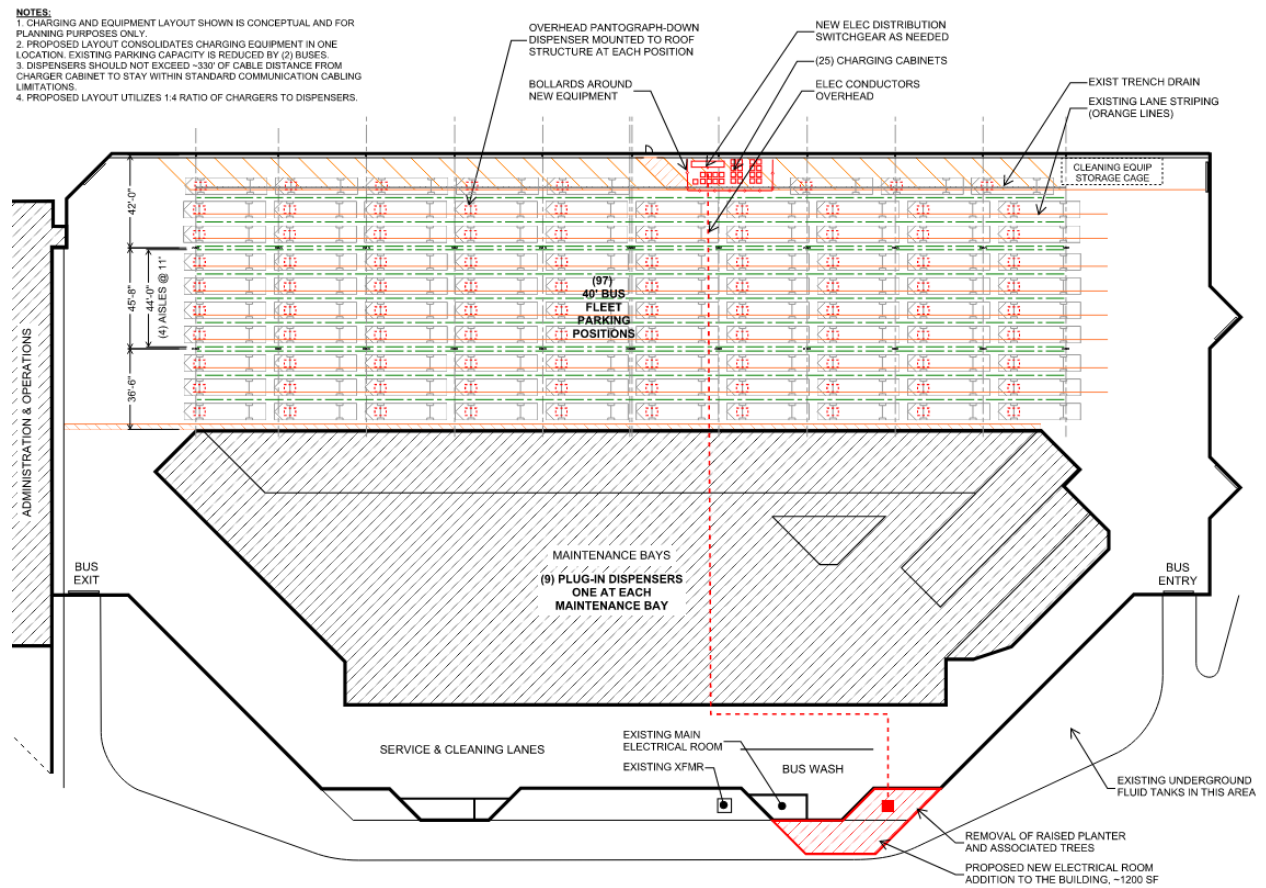 NOTES:
1. CHARGING AND EQUIPMENT LAYOUT SHOWN IS CONCEPTUAL AND FOR
PLANNING PURPOSES ONLY.
2. PROPOSED LAYOUT CONSOLIDATES CHARGING EQUIPMENT IN ONE
LOCATION. EXISTING PARKING CAPACITY IS REDUCED BY (2) BUSES.
3. DISPENSERS SHOULD NOT EXCEED ~330' OF CABLE DISTANCE FROM
CHARGER CABINET TO STAY WITHIN STANDARD COMMUNICATION CABLING
LIMITATIONS.
4. PROPOSED LAYOUT UTILIZES 1:4 RATIO OF CHARGERS TO DISPENSERS.
OVERHEAD PANTOGRAPH-DOWN
DISPENSER MOUNTED TO ROOF
STRUCTURE AT EACH POSITION
BOLLARDS AROUND
NEW EQUIPMENT
NEW ELEC DISTRIBUTION
SWITCHGEAR AS NEEDED
(25) CHARGING CABINETS
ELEC CONDUCTORS
OVERHEAD
EXIST TRENCH DRAIN
EXISTING LANE STRIPING
(ORANGE LINES)
CLEANING EQUIP
STORAGE CAGE
42'-0"
45'-8"
44'-0"
(4) AISLES @ 11'
36'-6"
(97)
40' BUS
FLEET
PARKING
POSITIONS
ADMINISTRATION & OPERATIONS
MAINTENANCE BAYS
(9) PLUG-IN DISPENSERS
ONE AT EACH
MAINTENANCE BAY
BUS
EXIT
BUS
ENTRY
SERVICE & CLEANING LANES
EXISTING MAIN
ELECTRICAL ROOM
EXISTING XFMR
BUS WASH
EXISTING UNDERGROUND
FLUID TANKS IN THIS AREA
REMOVAL OF RAISED PLANTER
AND ASSOCIATED TREES
PROPOSED NEW ELECTRICAL ROOM
ADDITION TO THE BUILDING, ~1200 SF